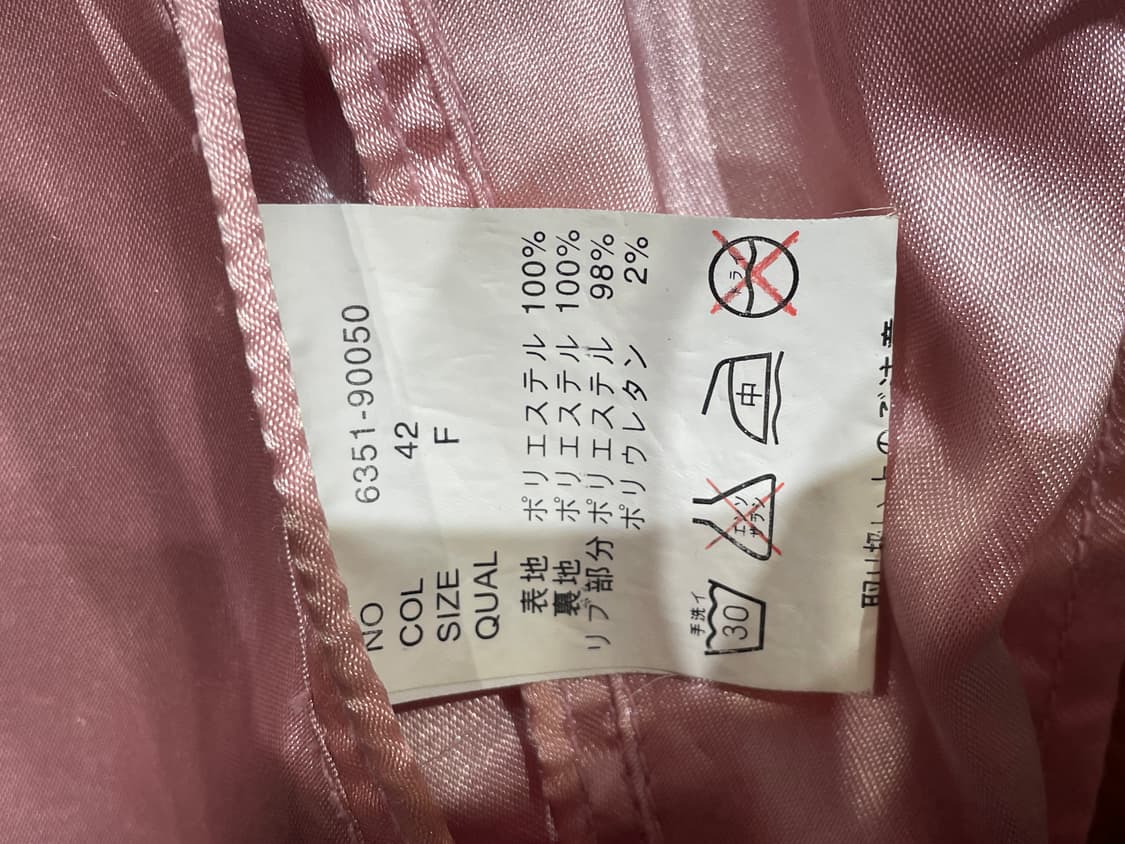 NO 6351-90050
COL 42
SIZE F
QUAL
表地 ポリエステル 100%
裏地 ポリエステル 100%
リブ部分 ポリエステル 98%
ポリウレタン 2%
手洗イ 30
エンソサラシ
中
ドライ